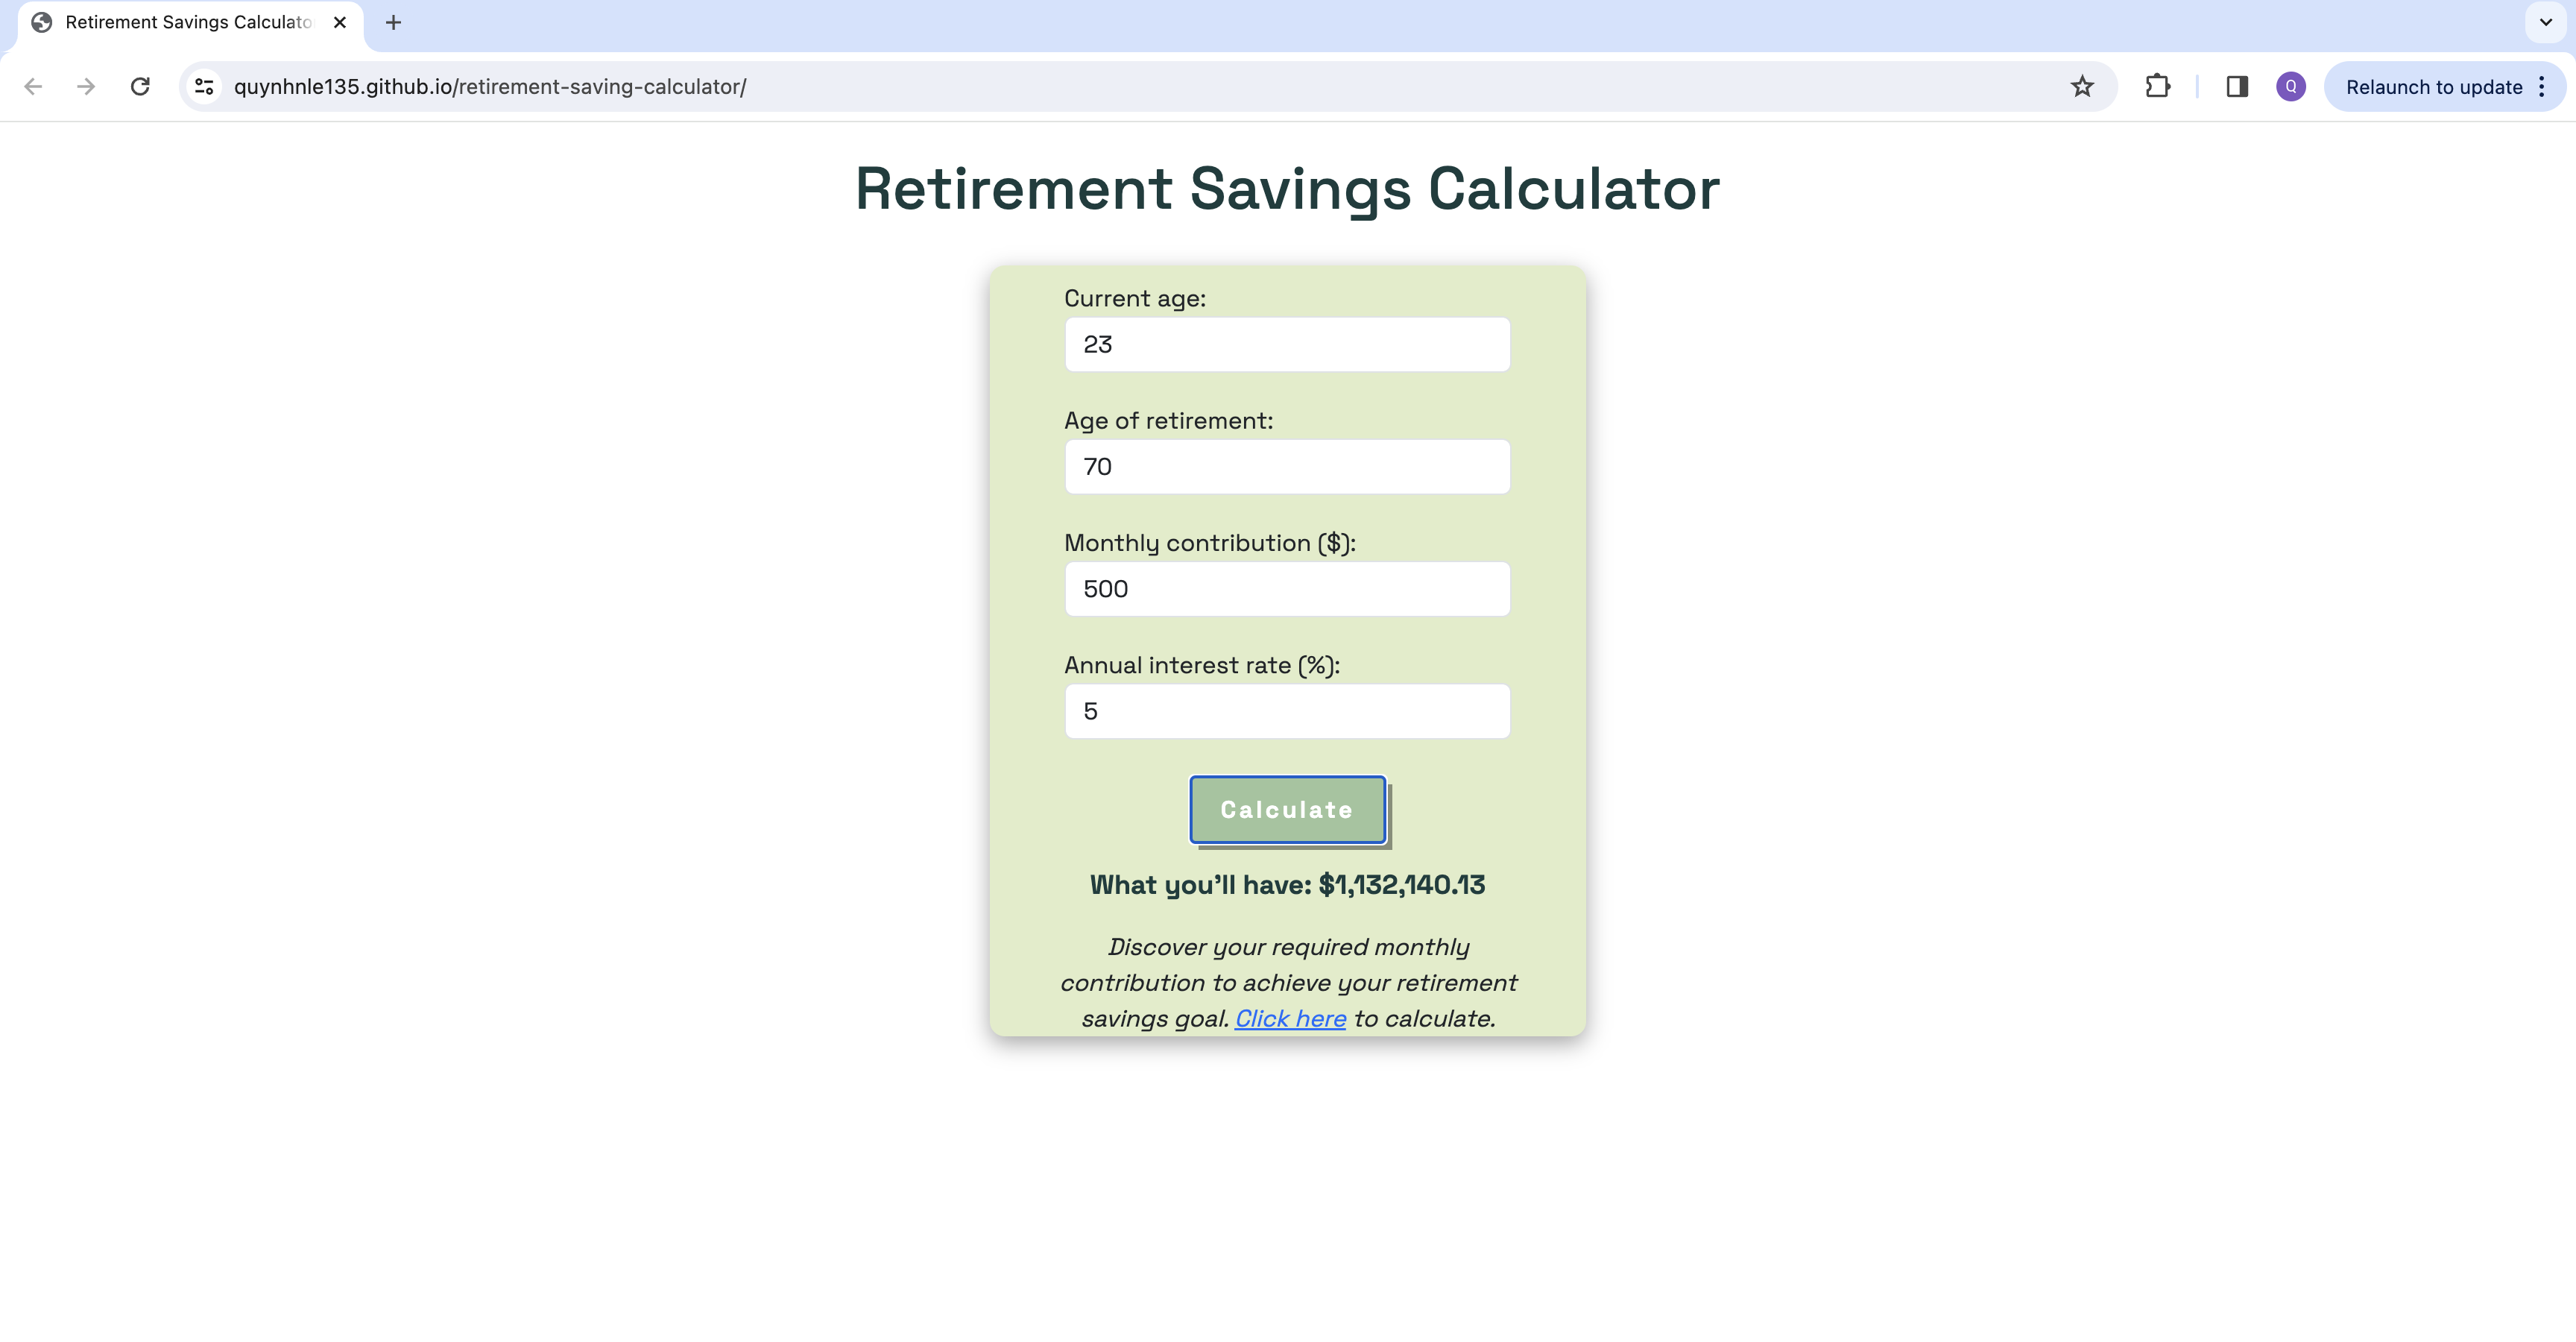 Retirement Savings Calculato
quynhnle135.github.io/retirement-saving-calculator/
Q
Relaunch to update
Retirement Savings Calculator
Current age:
23
Age of retirement:
70
Monthly contribution ($):
500
Annual interest rate (%):
5
Calculate
What you'll have: $1,132,140.13
Discover your required monthly
contribution to achieve your retirement
savings goal. Click here to calculate.